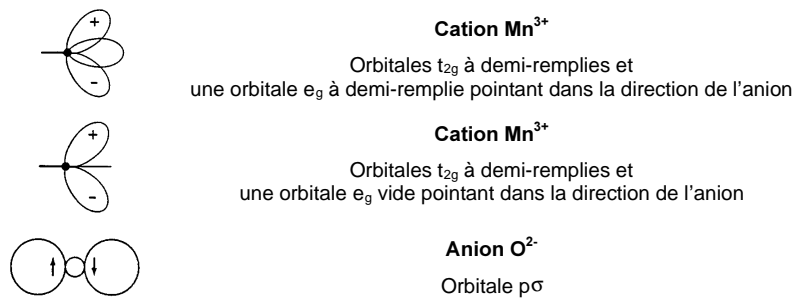 Cation Mn³⁺
Orbitales t₂g à demi-remplies et
une orbitale eg à demi-remplie pointant dans la direction de l’anion
+
-
Cation Mn³⁺
Orbitales t₂g à demi-remplies et
une orbitale eg vide pointant dans la direction de l’anion
+
-
Anion O²⁻
Orbitale pσ